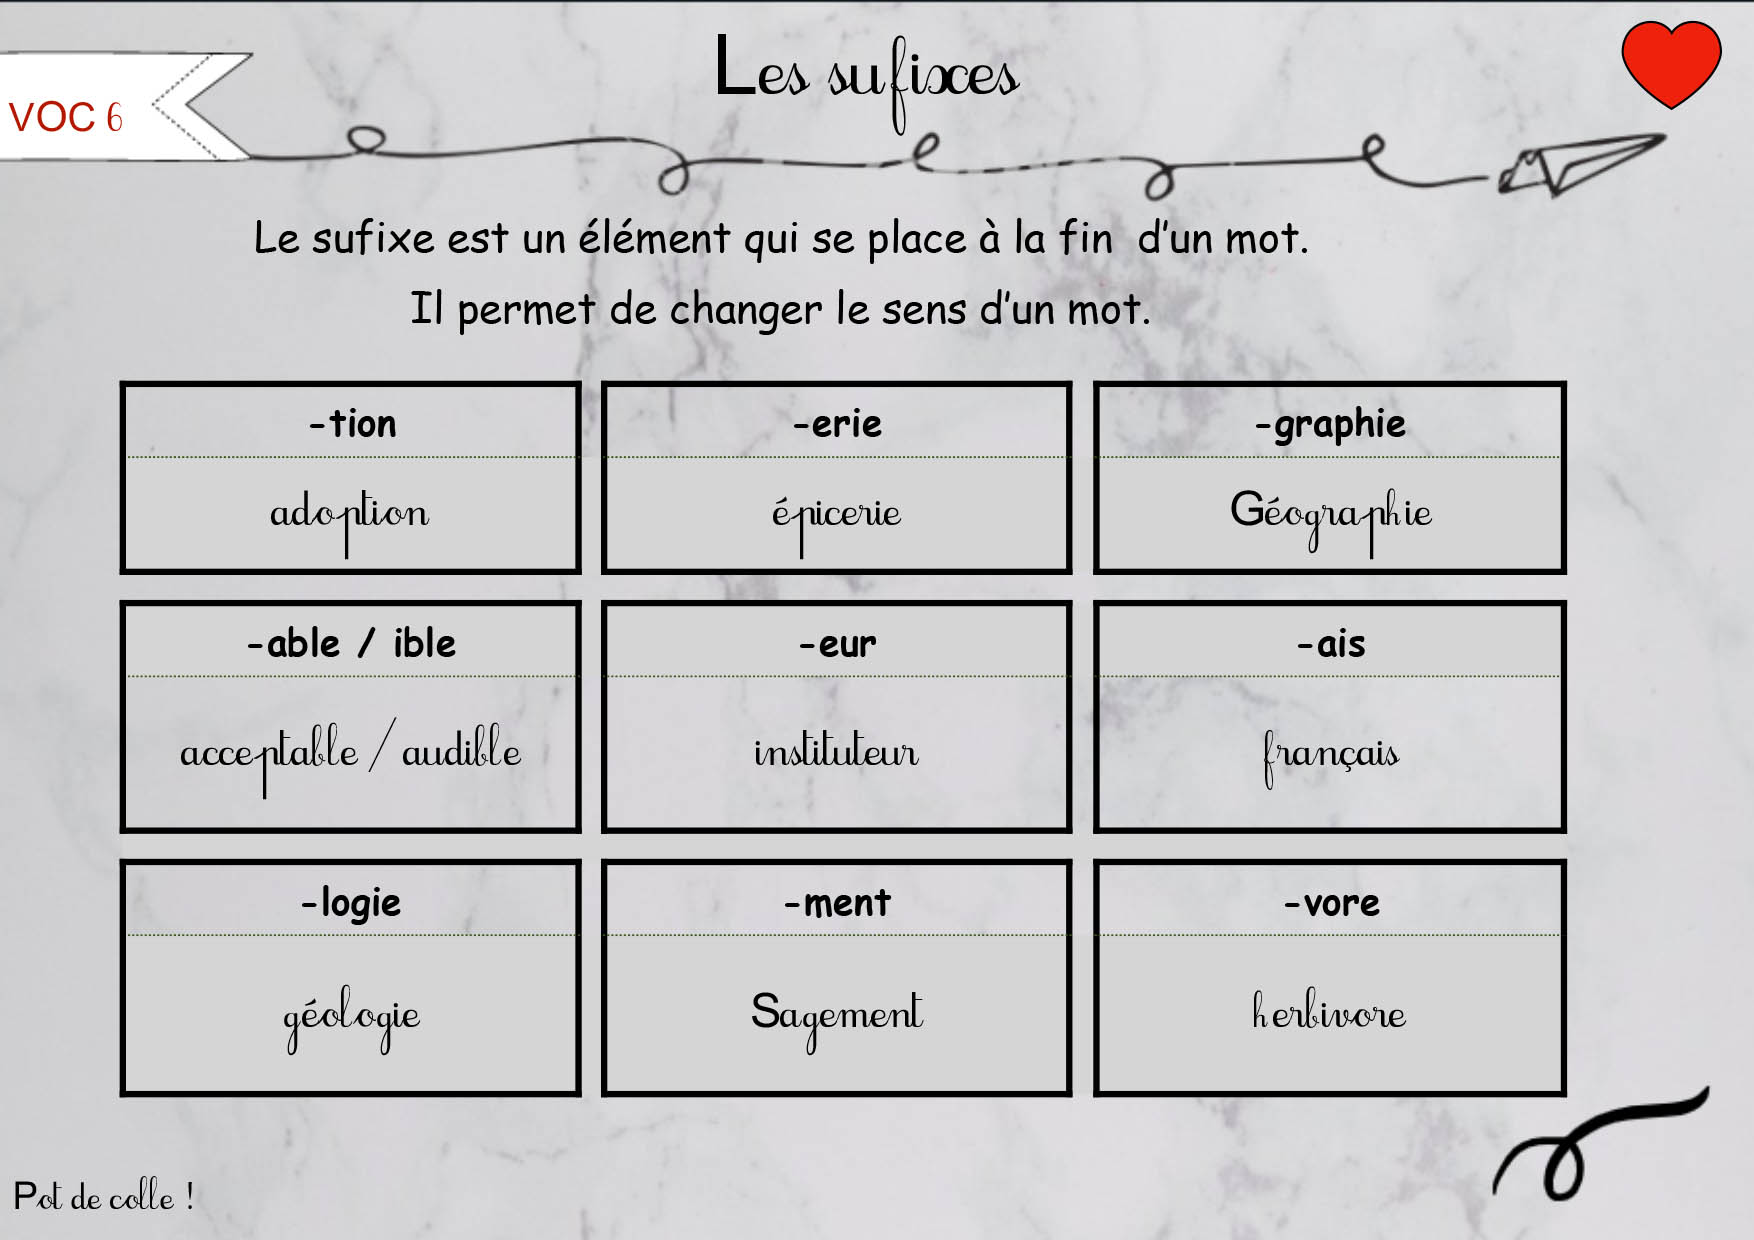 Les sufixes
VOC 6
Le sufixe est un élément qui se place à la fin d'un mot.
Il permet de changer le sens d'un mot.
-tion
adoption
-erie
épicerie
-graphie
Géographie
-able / ible
acceptable / audible
-eur
instituteur
-ais
français
-logie
géologie
-ment
Sagement
-vore
herbivore
Pot de colle !